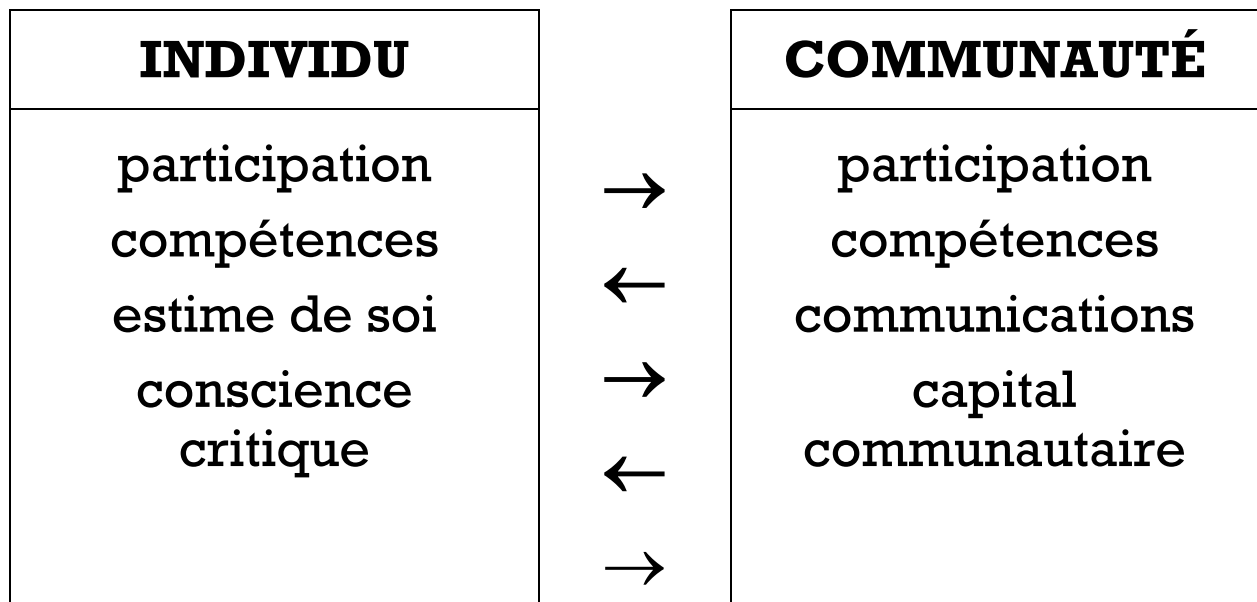 INDIVIDU
participation
compétences
estime de soi
conscience
critique
→
←
→
←
→
COMMUNAUTÉ
participation
compétences
communications
capital
communautaire